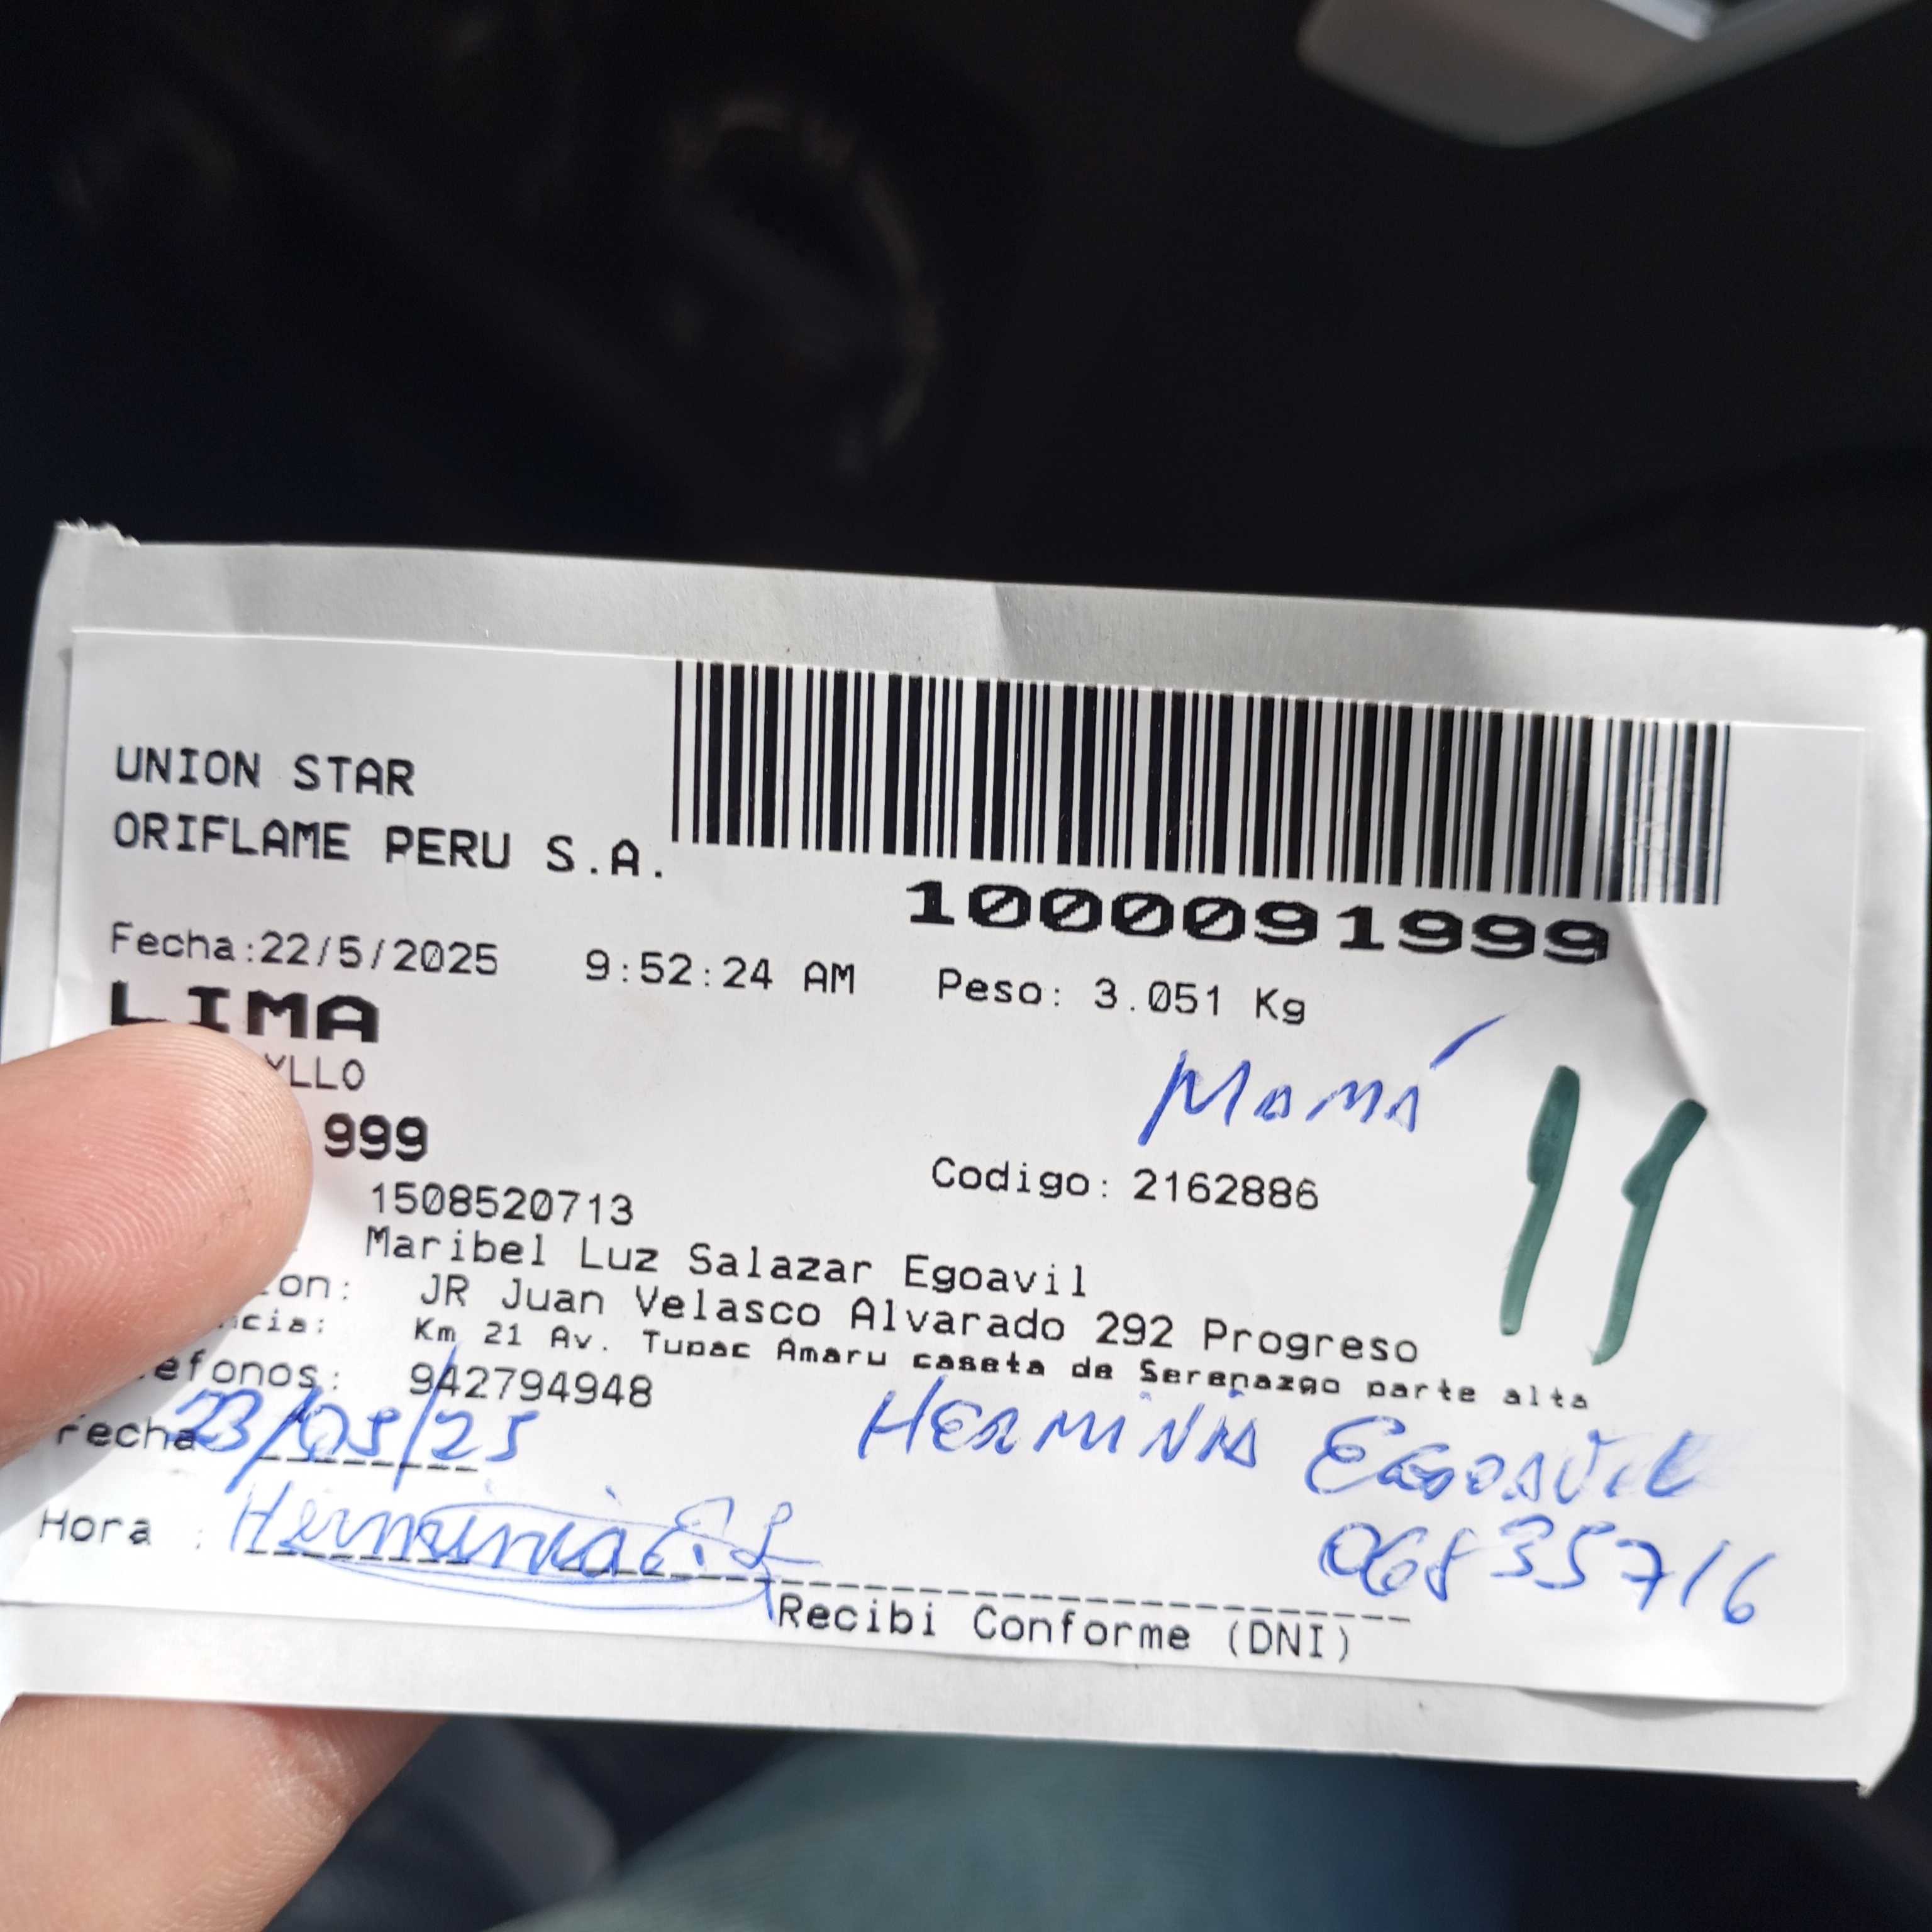 UNION STAR
ORIFLAME PERU S.A.
1000091999
Fecha:22/5/2025 9:52:24 AM Peso: 3.051 Kg
LIMA
YLLO
MAMÁ
11
999
1508520713 Codigo: 2162886
Maribel Luz Salazar Egoavil
on: JR Juan Velasco Alvarado 292 Progreso
cia: Km 21 Av. Tupac Amaru caseta de Serenazgo parte alta
efonos: 942794948
Fecha 23/05/25 HERMINIA EGOAVIL
Hora : Herminia E. L 06835716
Recibi Conforme (DNI)